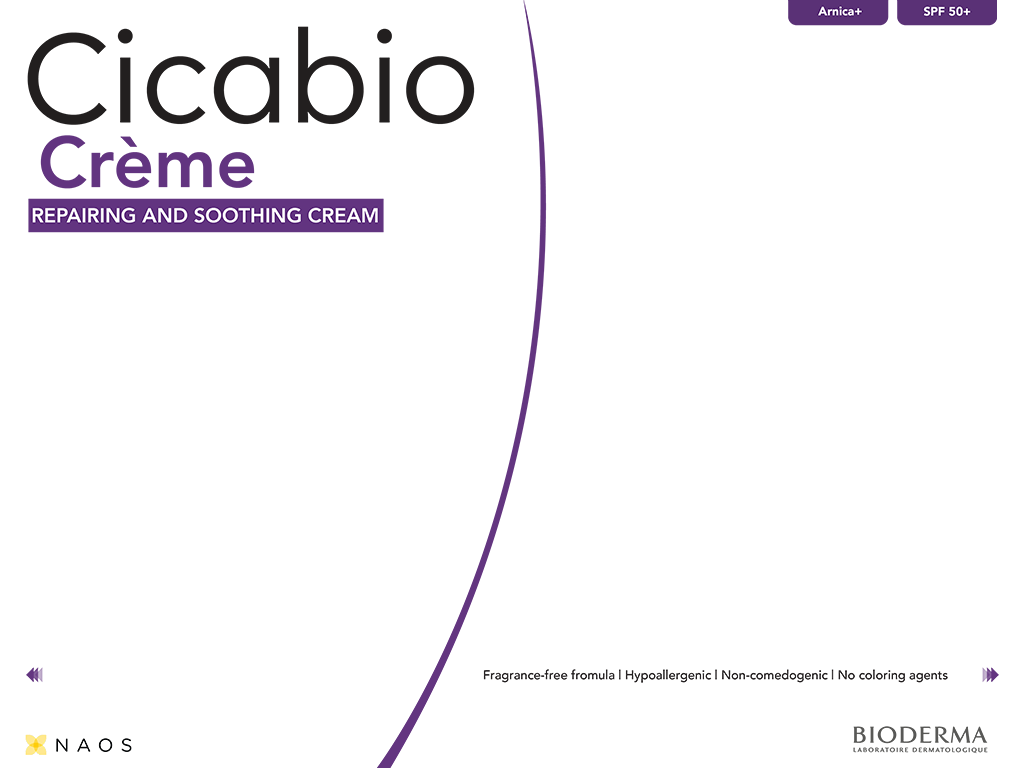 Arnica+
SPF 50+
Cicabio
Crème
REPAIRING AND SOOTHING CREAM
Fragrance-free fromula | Hypoallergenic | Non-comedogenic | No coloring agents
NAOS
BIODERMA
LABORATOIRE DERMATOLOGIQUE